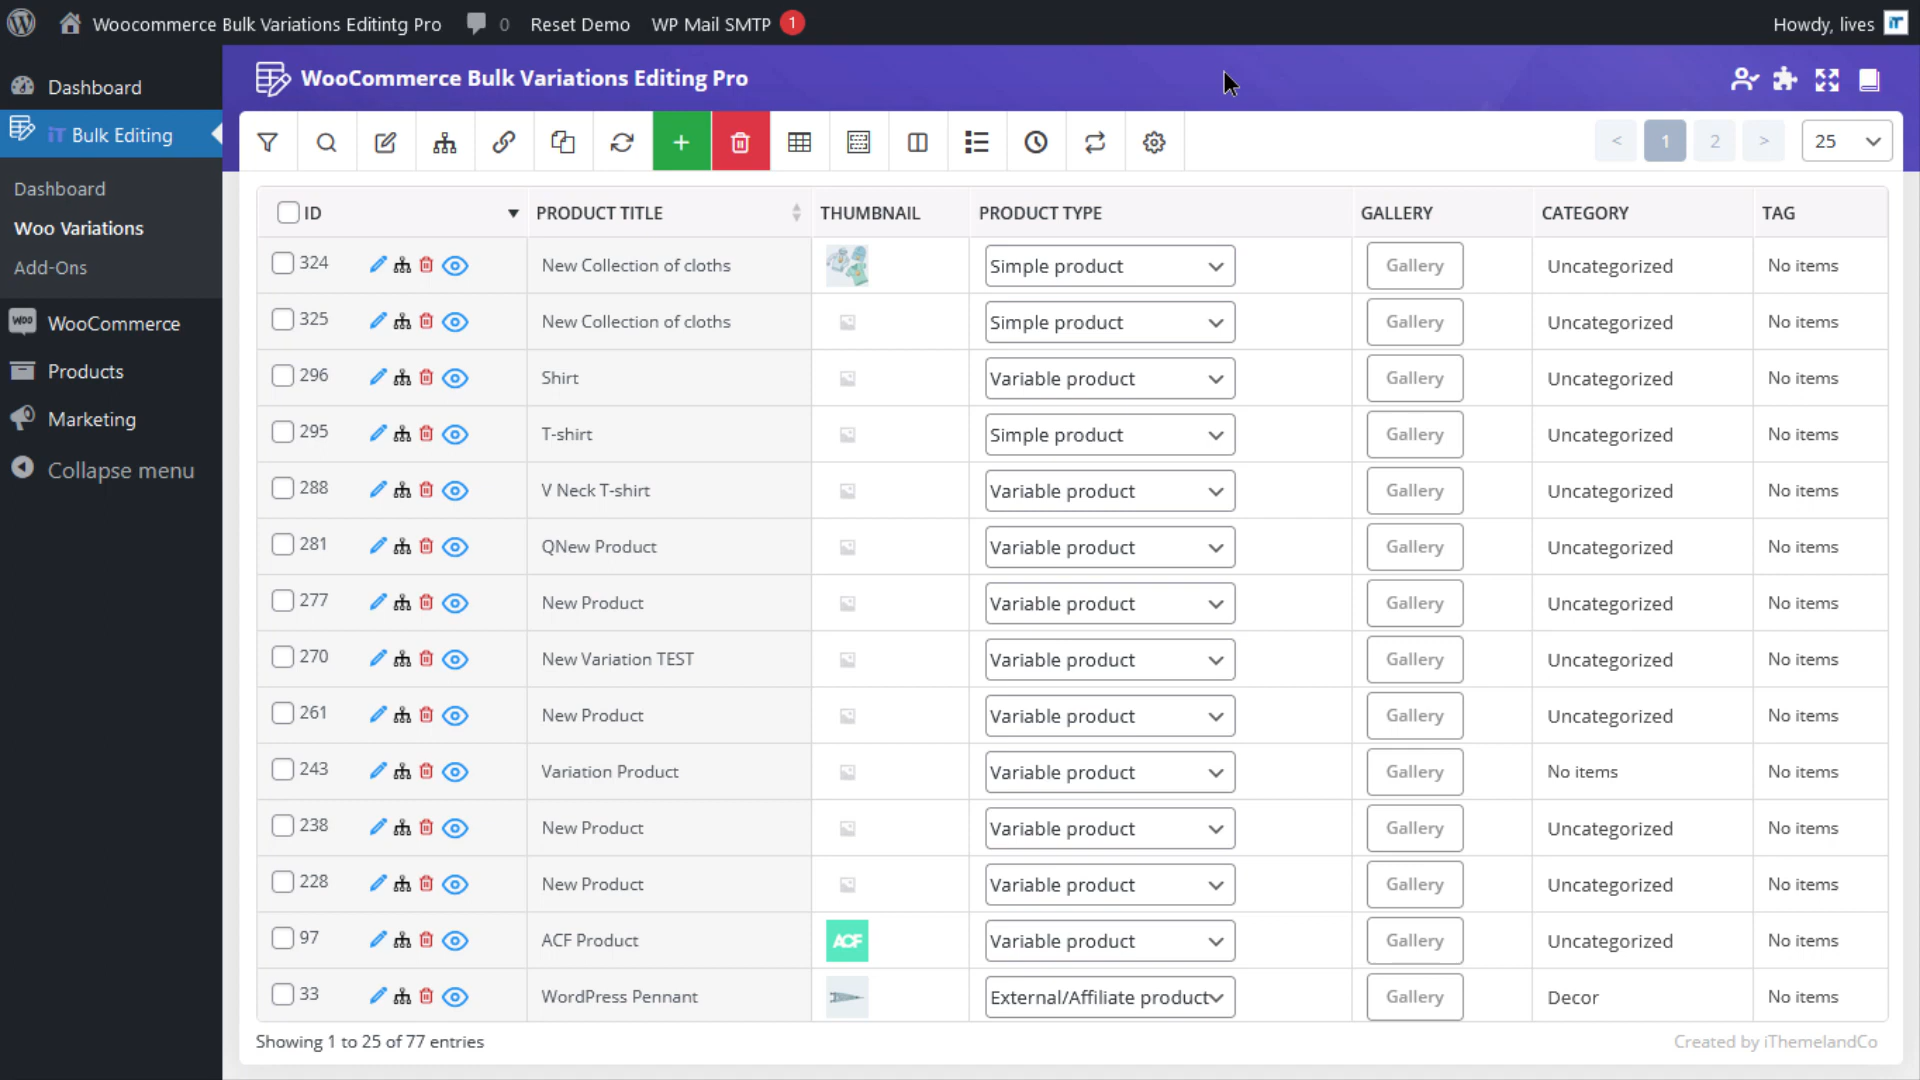 Woocommerce Bulk Variations Editintg Pro 0 Reset Demo WP Mail SMTP 1 Howdy, lives iT
Dashboard
iT Bulk Editing
Dashboard
Woo Variations
Add-Ons
Woo WooCommerce
Products
Marketing
Collapse menu
WooCommerce Bulk Variations Editing Pro
< 1 2 > 25
ID PRODUCT TITLE THUMBNAIL PRODUCT TYPE GALLERY CATEGORY TAG
324 New Collection of cloths Simple product Gallery Uncategorized No items
325 New Collection of cloths Simple product Gallery Uncategorized No items
296 Shirt Variable product Gallery Uncategorized No items
295 T-shirt Simple product Gallery Uncategorized No items
288 V Neck T-shirt Variable product Gallery Uncategorized No items
281 QNew Product Variable product Gallery Uncategorized No items
277 New Product Variable product Gallery Uncategorized No items
270 New Variation TEST Variable product Gallery Uncategorized No items
261 New Product Variable product Gallery Uncategorized No items
243 Variation Product Variable product Gallery No items No items
238 New Product Variable product Gallery Uncategorized No items
228 New Product Variable product Gallery Uncategorized No items
97 ACF Product ACF Variable product Gallery Uncategorized No items
33 WordPress Pennant External/Affiliate product Gallery Decor No items
Showing 1 to 25 of 77 entries
Created by iThemelandCo